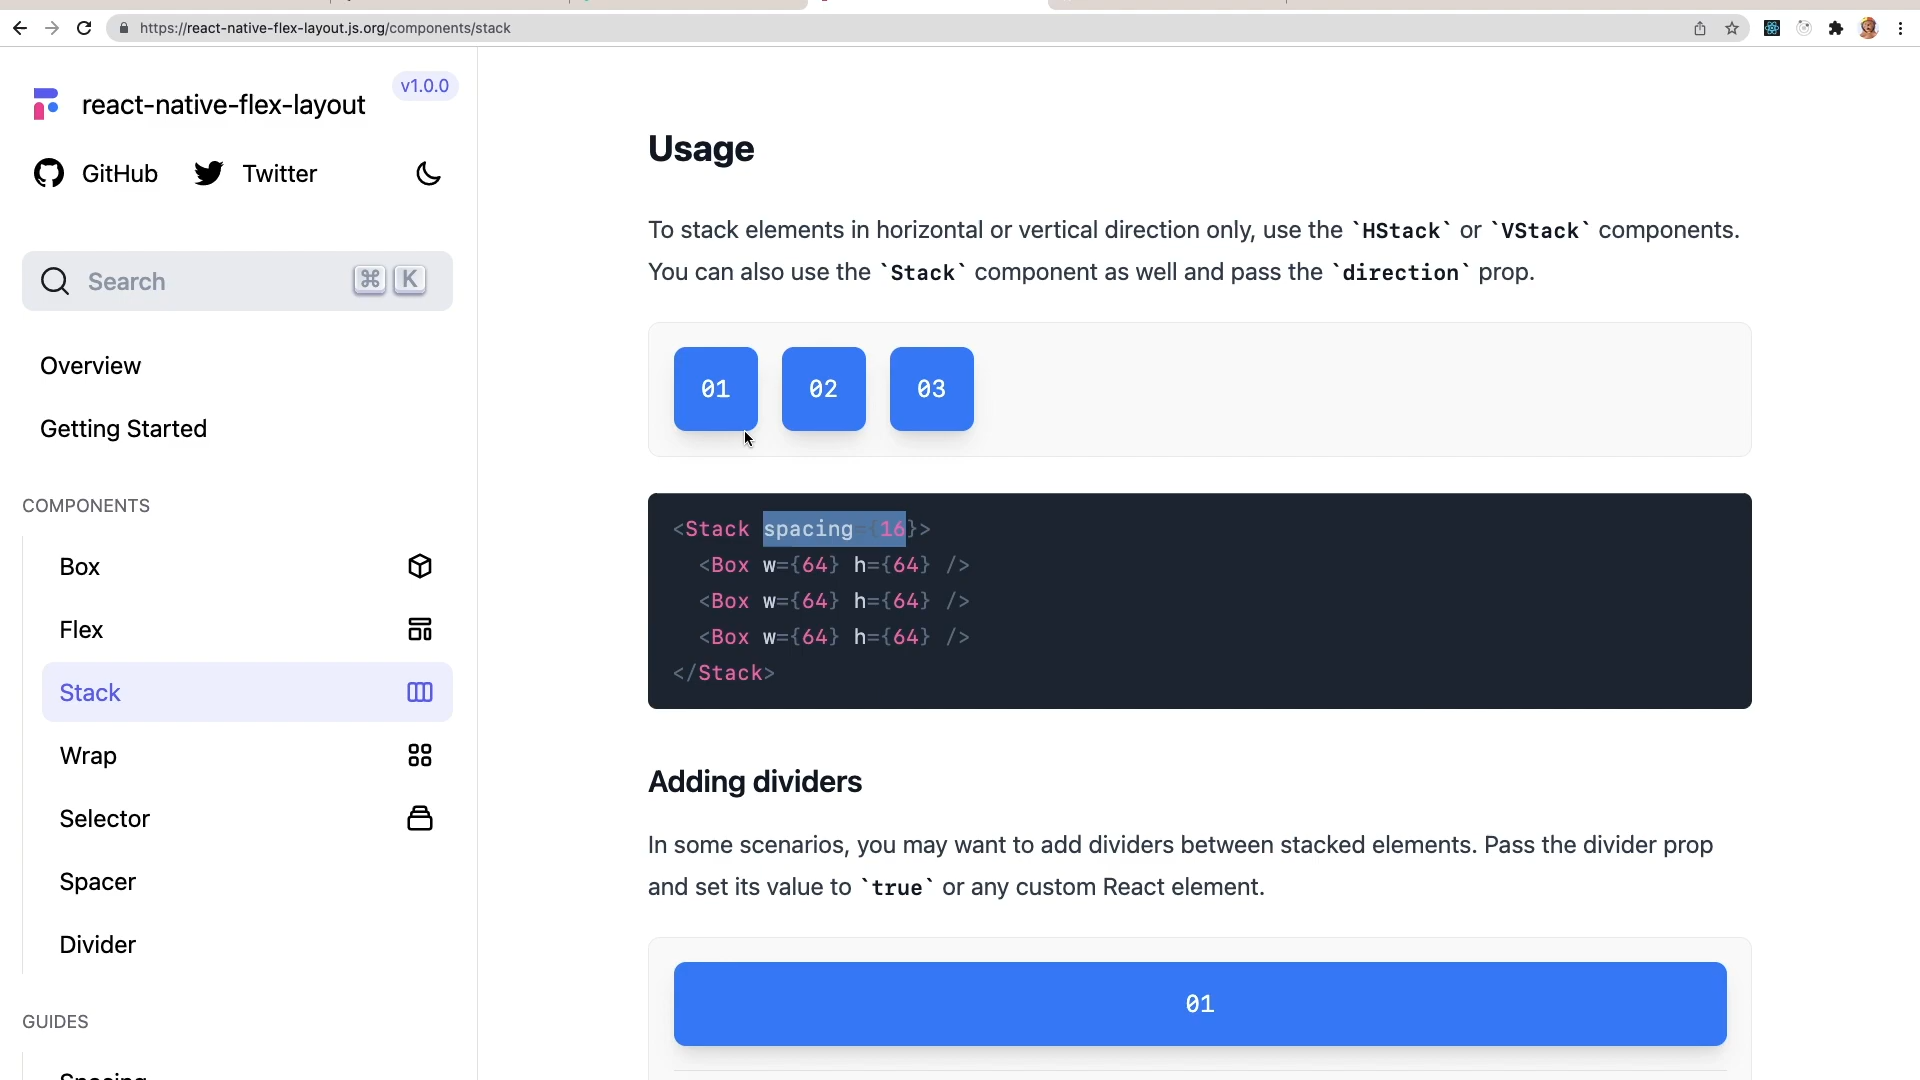 https://react-native-flex-layout.js.org/components/stack
react-native-flex-layout
v1.0.0
GitHub
Twitter
Search
⌘ K
Overview
Getting Started
COMPONENTS
Box
Flex
Stack
Wrap
Selector
Spacer
Divider
GUIDES
Spacing
Usage
To stack elements in horizontal or vertical direction only, use the `HStack` or `VStack` components.
You can also use the `Stack` component as well and pass the `direction` prop.
01 02 03
<Stack spacing={16}>
  <Box w={64} h={64} />
  <Box w={64} h={64} />
  <Box w={64} h={64} />
</Stack>
Adding dividers
In some scenarios, you may want to add dividers between stacked elements. Pass the divider prop
and set its value to `true` or any custom React element.
01